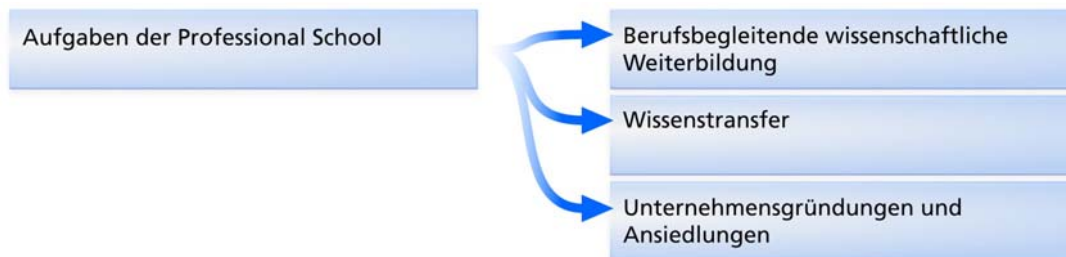 Aufgaben der Professional School
Berufsbegleitende wissenschaftliche
Weiterbildung
Wissenstransfer
Unternehmensgründungen und
Ansiedlungen